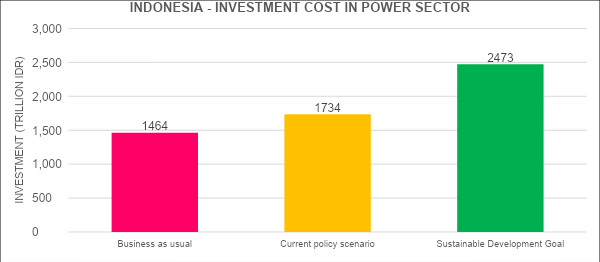 INDONESIA - INVESTMENT COST IN POWER SECTOR
INVESTMENT (TRILLION IDR)
3,000
2,500
2,000
1,500
1,000
500
0
1464
1734
2473
Business as usual
Current policy scenario
Sustainable Development Goal